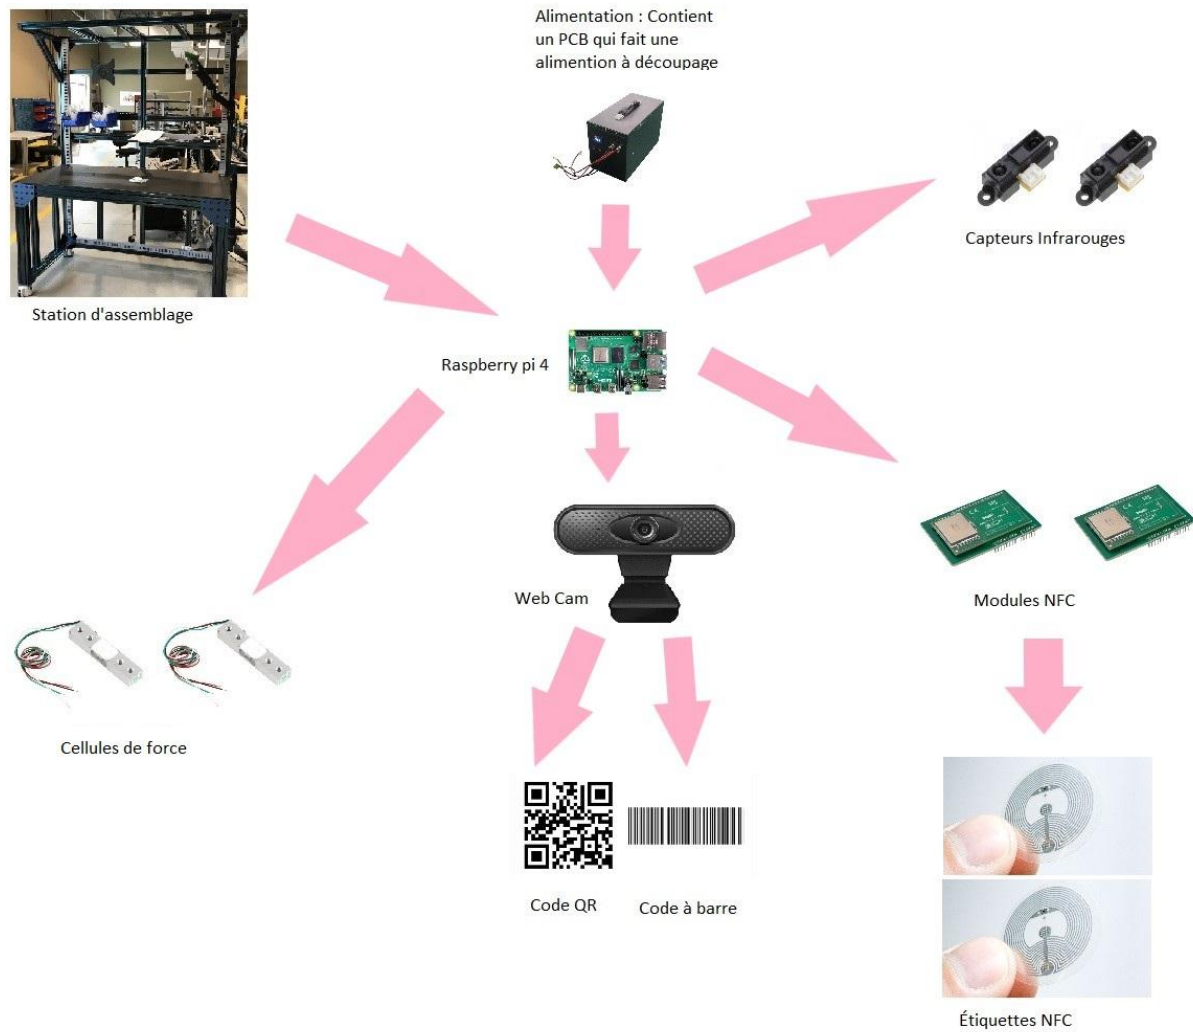 Alimentation : Contient
un PCB qui fait une
alimention à découpage
Capteurs Infrarouges
Station d'assemblage
Raspberry pi 4
Web Cam
Modules NFC
Cellules de force
Code QR
Code à barre
Étiquettes NFC